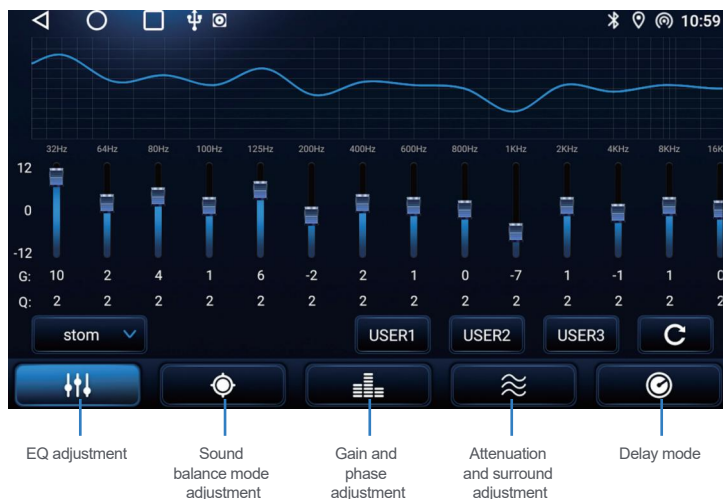 10:59
32Hz 64Hz 80Hz 100Hz 125Hz 200Hz 400Hz 600Hz 800Hz 1KHz 2KHz 4KHz 8KHz 16K
12
0
-12
G: 10 2 4 1 6 -2 2 1 0 -7 1 -1 1 0
Q: 2 2 2 2 2 2 2 2 2 2 2 2 2 2
stom USER1 USER2 USER3
EQ adjustment
Sound
balance mode
adjustment
Gain and
phase
adjustment
Attenuation
and surround
adjustment
Delay mode